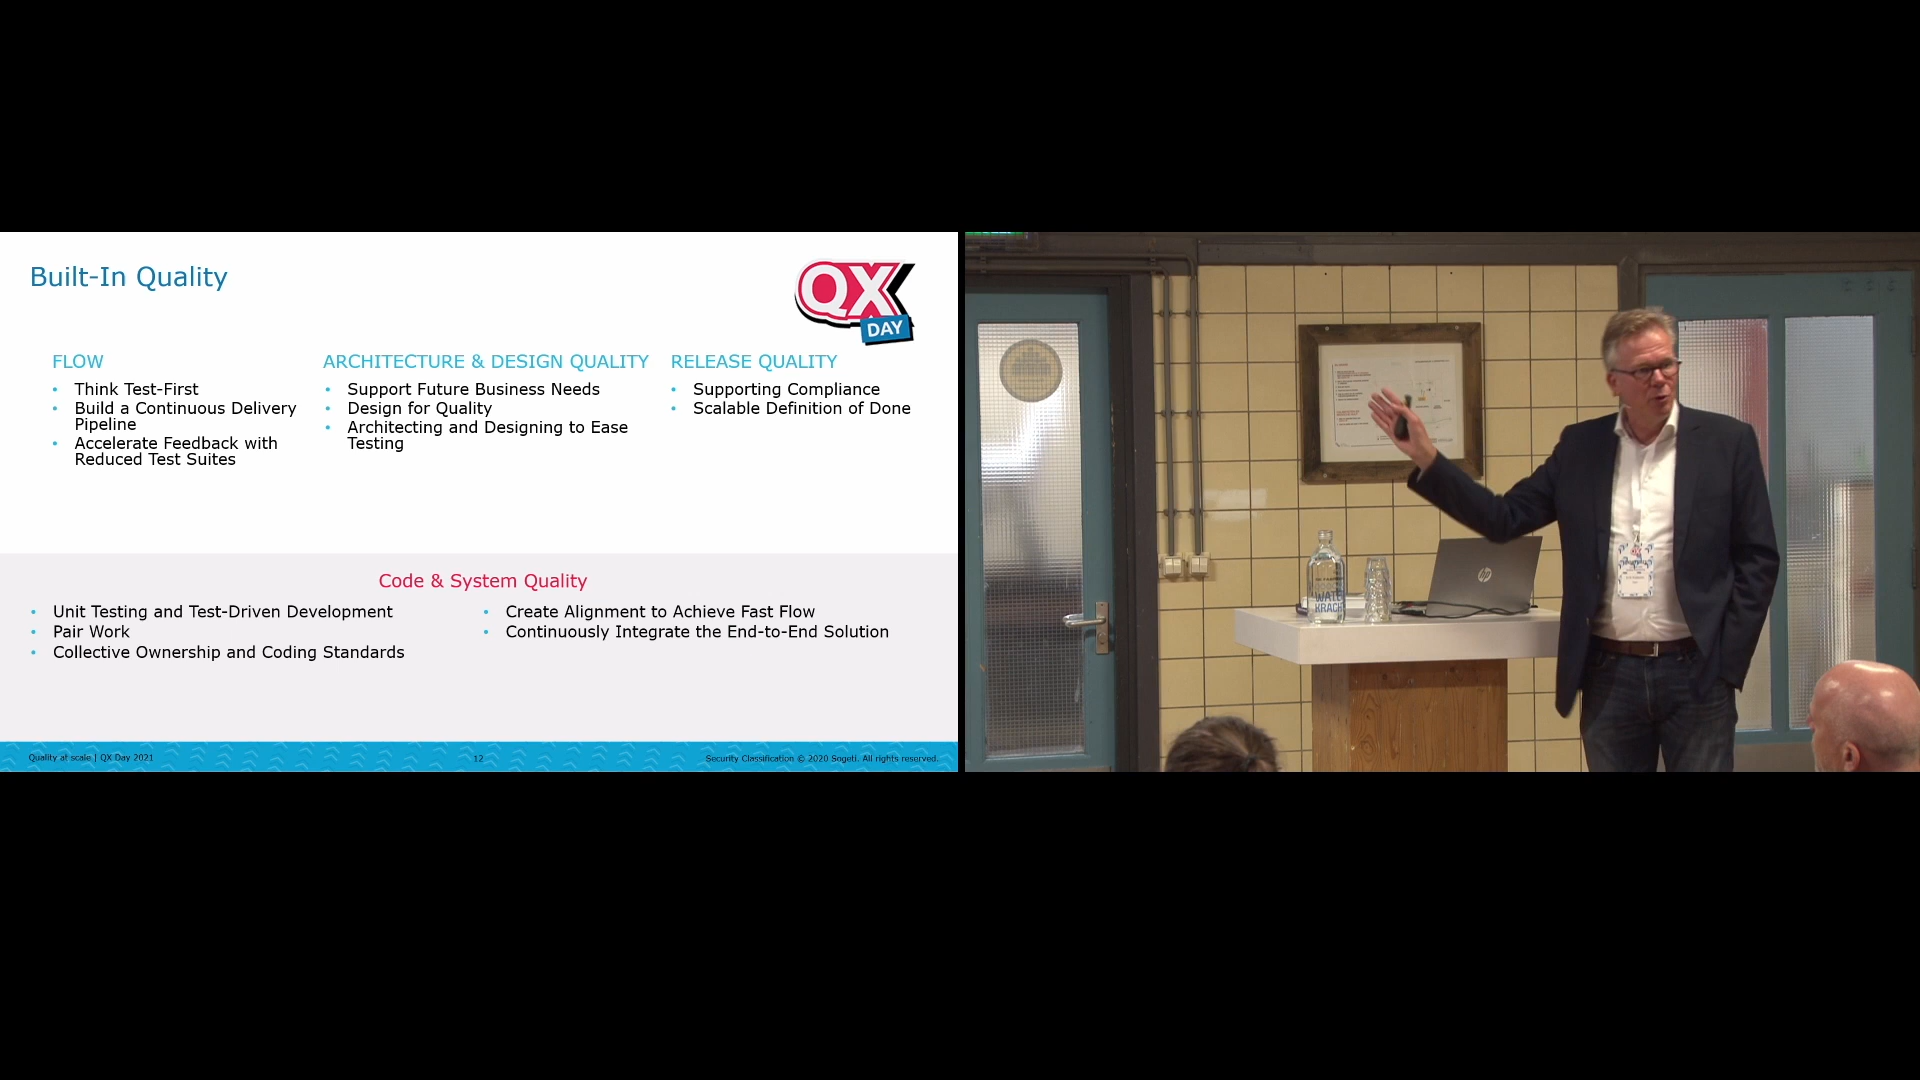 Built-In Quality
QX
DAY
FLOW
• Think Test-First
• Build a Continuous Delivery
Pipeline
• Accelerate Feedback with
Reduced Test Suites
ARCHITECTURE & DESIGN QUALITY
• Support Future Business Needs
• Design for Quality
• Architecting and Designing to Ease
Testing
RELEASE QUALITY
• Supporting Compliance
• Scalable Definition of Done
Code & System Quality
• Unit Testing and Test-Driven Development
• Pair Work
• Collective Ownership and Coding Standards
• Create Alignment to Achieve Fast Flow
• Continuously Integrate the End-to-End Solution
Quality at scale | QX Day 2021
12
Security Classification © 2020 Sogeti. All rights reserved.
hp
KRACH